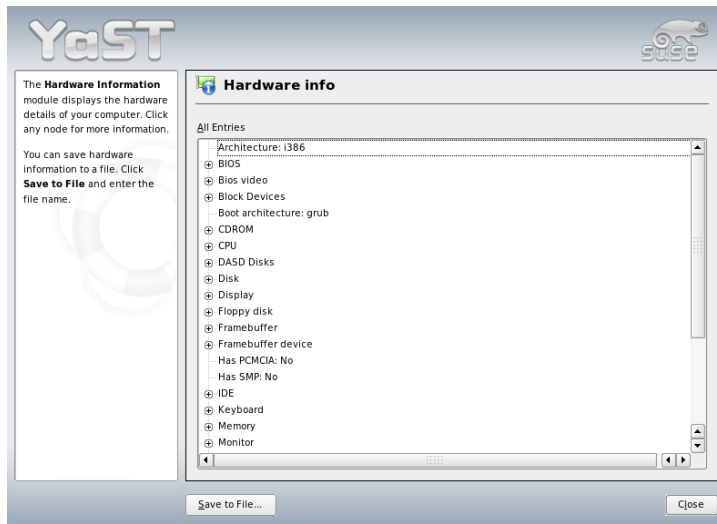 YaST
SUSE
The Hardware Information
module displays the hardware
details of your computer. Click
any node for more information.
You can save hardware
information to a file. Click
Save to File and enter the
file name.
Hardware info
All Entries
Architecture: i386
BIOS
Bios video
Block Devices
Boot architecture: grub
CDROM
CPU
DASD Disks
Disk
Display
Floppy disk
Framebuffer
Framebuffer device
Has PCMCIA: No
Has SMP: No
IDE
Keyboard
Memory
Monitor
Save to File...
Close